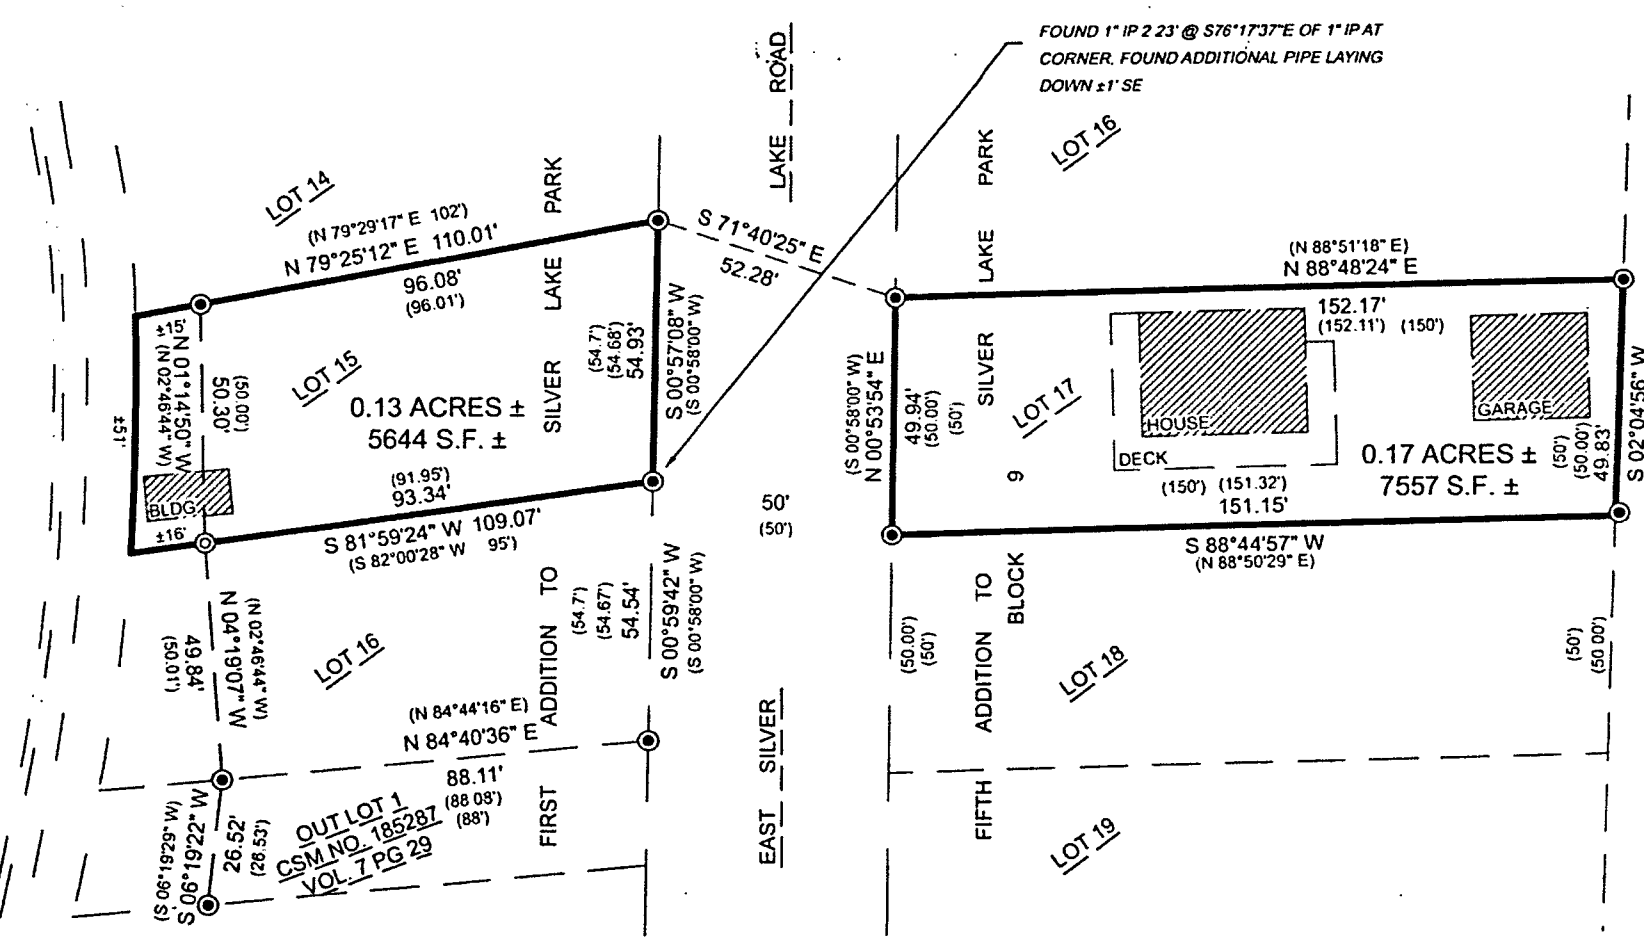 FOUND 1" IP 2 23' @ S76°17'37"E OF 1" IP AT
CORNER. FOUND ADDITIONAL PIPE LAYING
DOWN ±1' SE
LAKE ROAD
LOT 14
(N 79°29'17" E 102')
N 79°25'12" E 110.01'
96.08'
(96.01')
SILVER LAKE PARK
S 71°40'25" E
52.28'
±15'
N 01°14'50" W
(N 02°46'44" W)
50.30'
(50.00')
±51'
LOT 15
0.13 ACRES ±
5644 S.F. ±
(54.7')
(54.68')
54.93'
S 00°57'08" W
(S 00°58'00" W)
BLDG
±16'
(91.95')
93.34'
S 81°59'24" W 109.07'
(S 82°00'28" W 95')
50'
(50')
LOT 16
SILVER LAKE PARK
(N 88°51'18" E)
N 88°48'24" E
152.17'
(152.11') (150')
(S 00°58'00" W)
N 00°53'54" E
49.94'
(50.00')
(50')
LOT 17
HOUSE
DECK
GARAGE
0.17 ACRES ±
7557 S.F. ±
(50')
(50.00')
49.83'
S 02°04'56" W
(150') (151.32')
151.15'
S 88°44'57" W
(N 88°50'29" E)
9
BLOCK
N 04°19'07" W
(N 02°46'44" W)
49.84'
(50.01')
LOT 16
FIRST ADDITION TO
(54.7')
(54.67')
54.54'
S 00°59'42" W
(S 00°58'00" W)
(N 84°44'16" E)
N 84°40'36" E
88.11'
(88 08')
(88')
OUT LOT 1
CSM NO. 185287
VOL. 7 PG 29
S 06°19'22" W
(S 06°19'29" W)
26.52'
(26.53')
EAST SILVER
FIFTH ADDITION TO
(50.00')
(50')
LOT 18
(50')
(50 00')
LOT 19